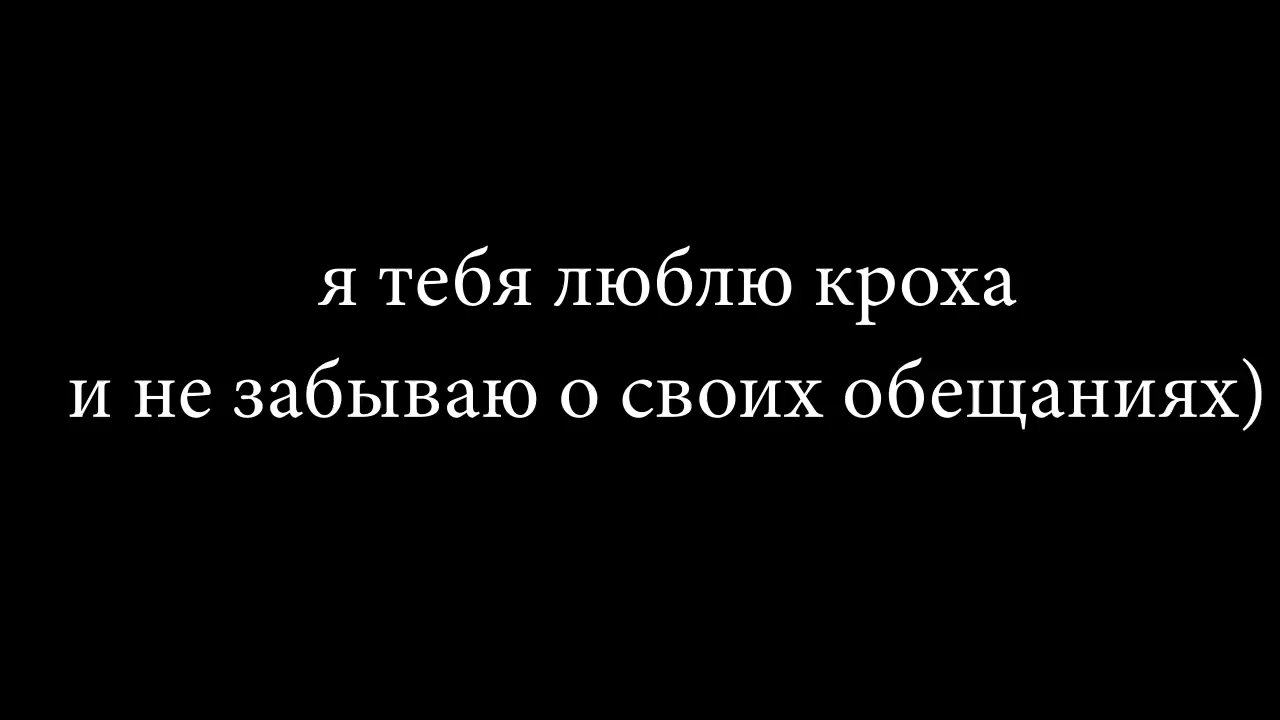 я тебя люблю кроха
и не забываю о своих обещаниях)